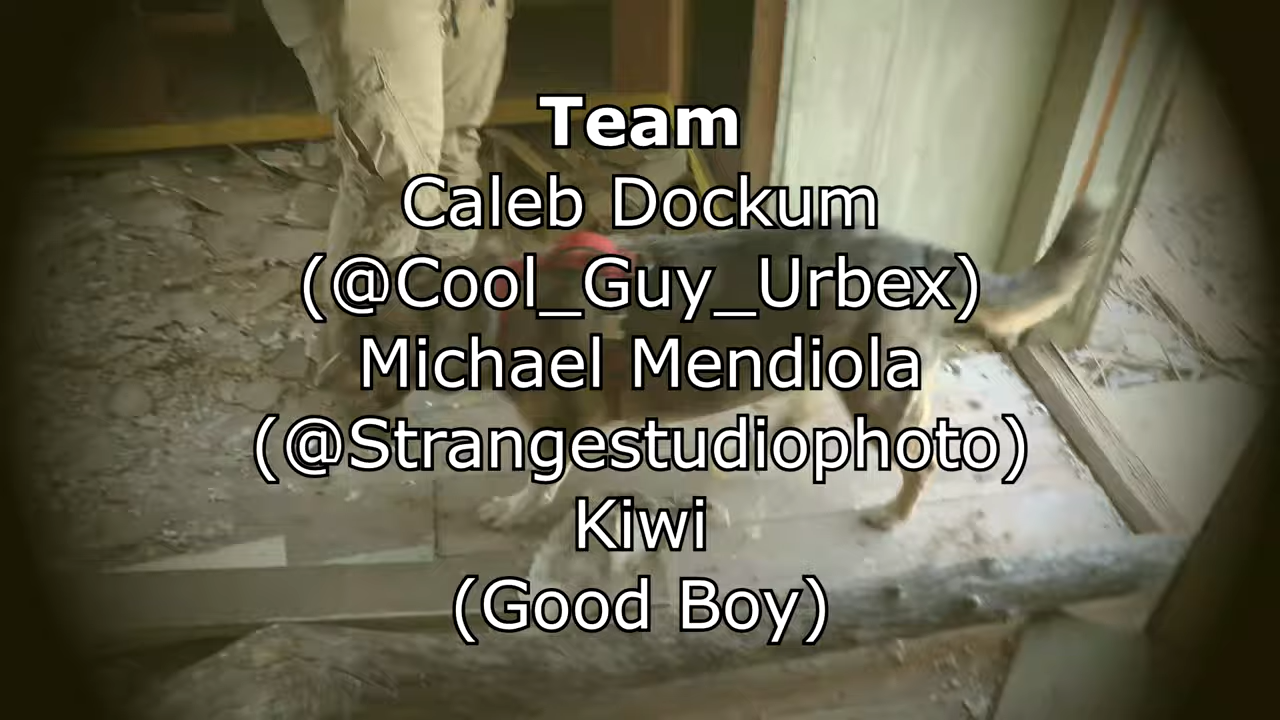 Team
Caleb Dockum
(@Cool_Guy_Urbex)
Michael Mendiola
(@Strangestudiophoto)
Kiwi
(Good Boy)